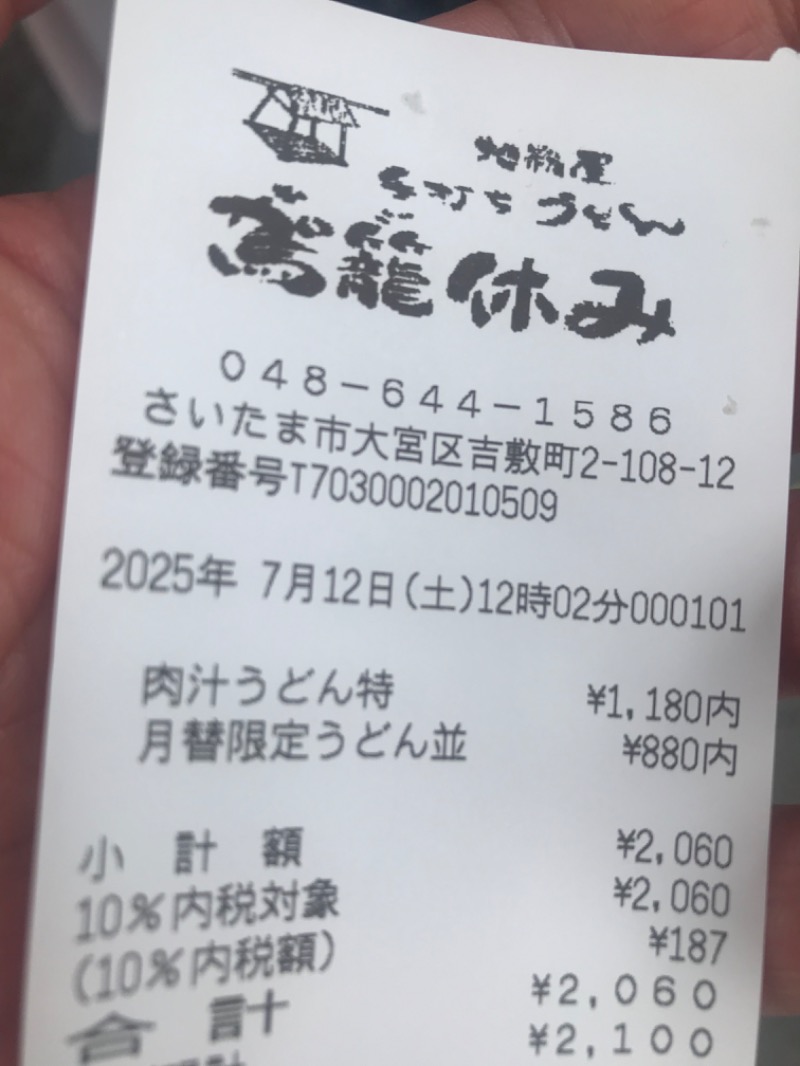 地粉屋
手打ちうどん
駕籠休み
048-644-1586
さいたま市大宮区吉敷町2-108-12
登録番号T7030002010509
2025年 7月12日(土)12時02分000101
肉汁うどん特 ¥1,180内
月替限定うどん並 ¥880内
小計額 ¥2,060
10%内税対象 ¥2,060
(10%内税額) ¥187
合計 ¥2,060
¥2,100